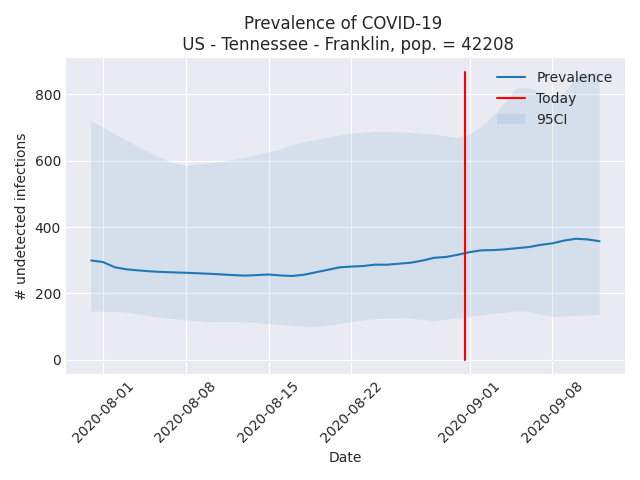 Prevalence of COVID-19
US - Tennessee - Franklin, pop. = 42208
Prevalence
Today
95CI
800
600
400
200
0
# undetected infections
2020-08-01
2020-08-08
2020-08-15
2020-08-22
2020-09-01
2020-09-08
Date